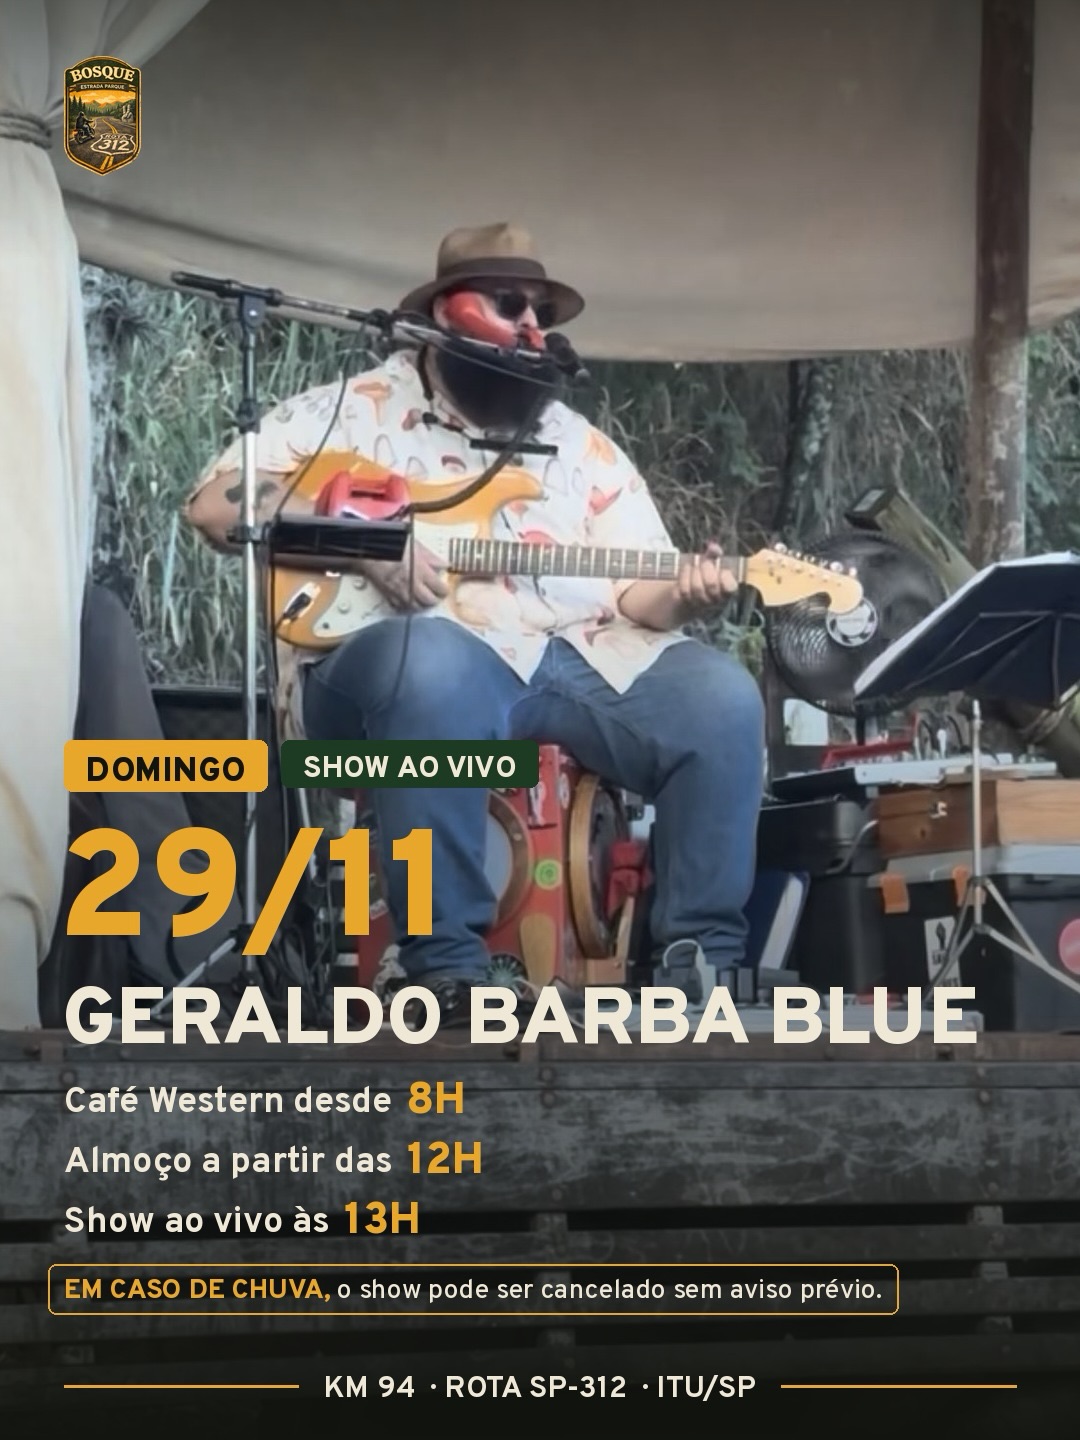 BOSQUE
ESTRADA PARQUE
ROTA
312
DOMINGO
SHOW AO VIVO
29/11
GERALDO BARBA BLUE
Café Western desde 8H
Almoço a partir das 12H
Show ao vivo às 13H
EM CASO DE CHUVA, o show pode ser cancelado sem aviso prévio.
KM 94 · ROTA SP-312 · ITU/SP